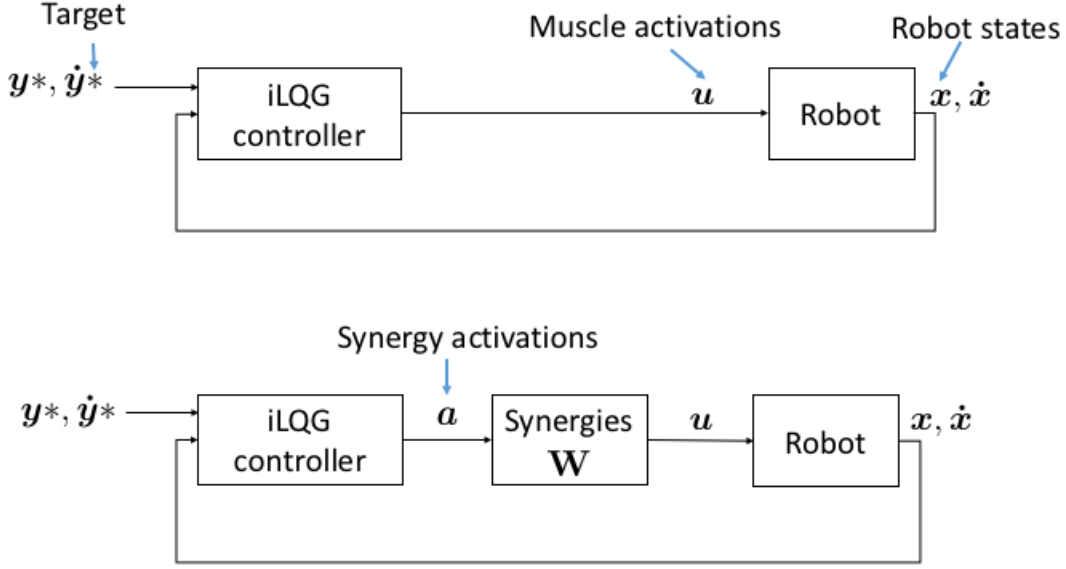 Target
Muscle activations
Robot states
y*, ẏ*
iLQG
controller
u
Robot
x, ẋ
Synergy activations
y*, ẏ*
iLQG
controller
a
Synergies
W
u
Robot
x, ẋ